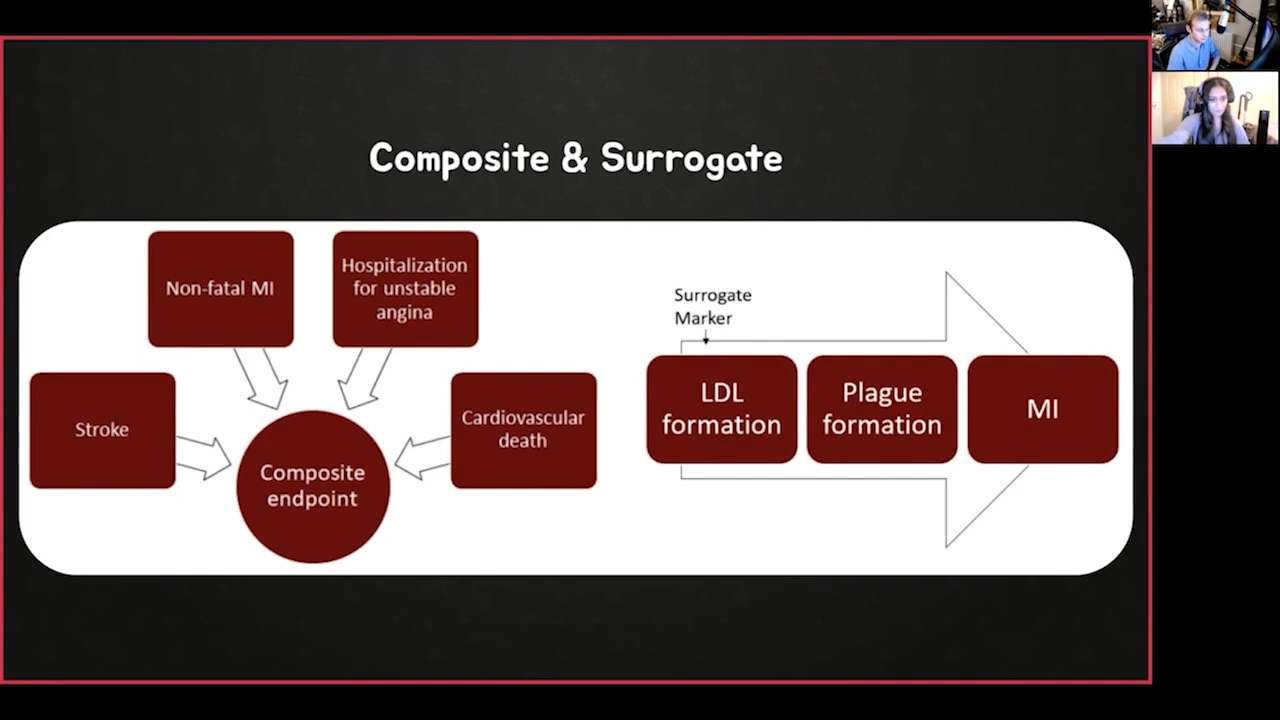 Composite & Surrogate
Non-fatal MI
Hospitalization
for unstable
angina
Stroke
Cardiovascular
death
Composite
endpoint
Surrogate
Marker
LDL
formation
Plague
formation
MI